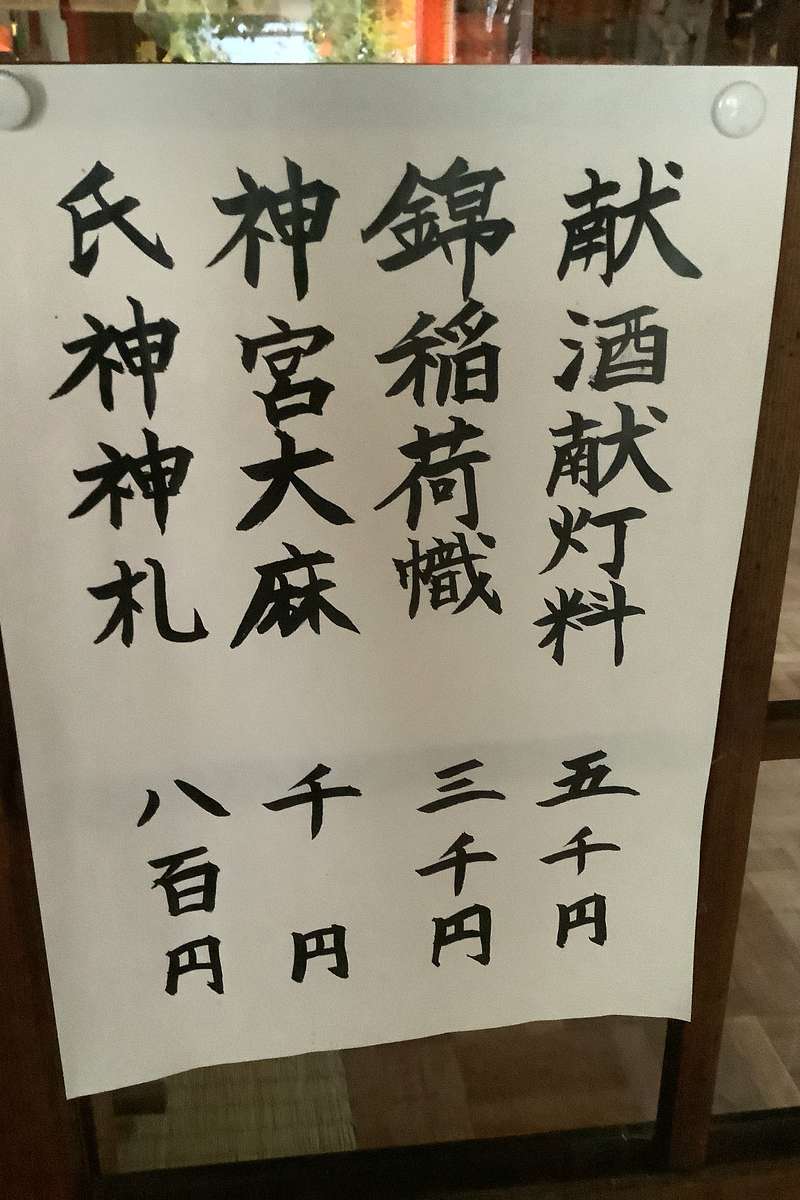 献酒献灯料 五千円
錦稲荷幟 三千円
神宮大麻 千円
氏神神札 八百円